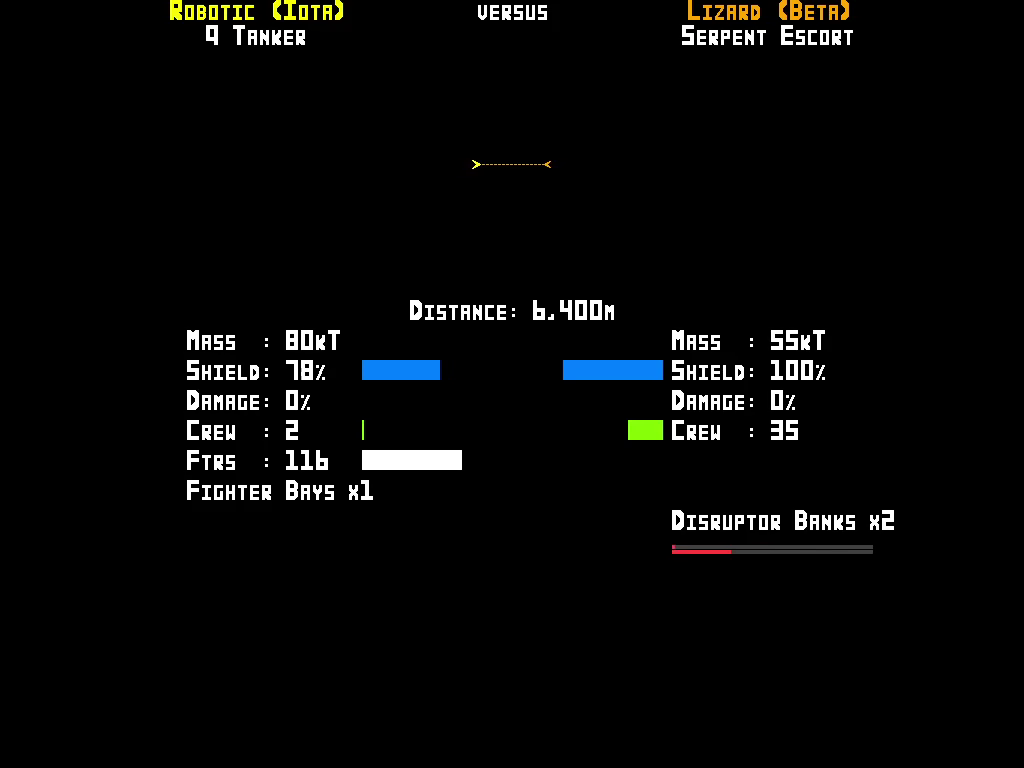 Robotic (Iota) versus Lizard (Beta)
q Tanker Serpent Escort
Distance: 6,400m
Mass : 80kT Mass : 55kT
Shield: 78% Shield: 100%
Damage: 0% Damage: 0%
Crew : 2 Crew : 35
Ftrs : 116
Fighter Bays x1
Disruptor Banks x2